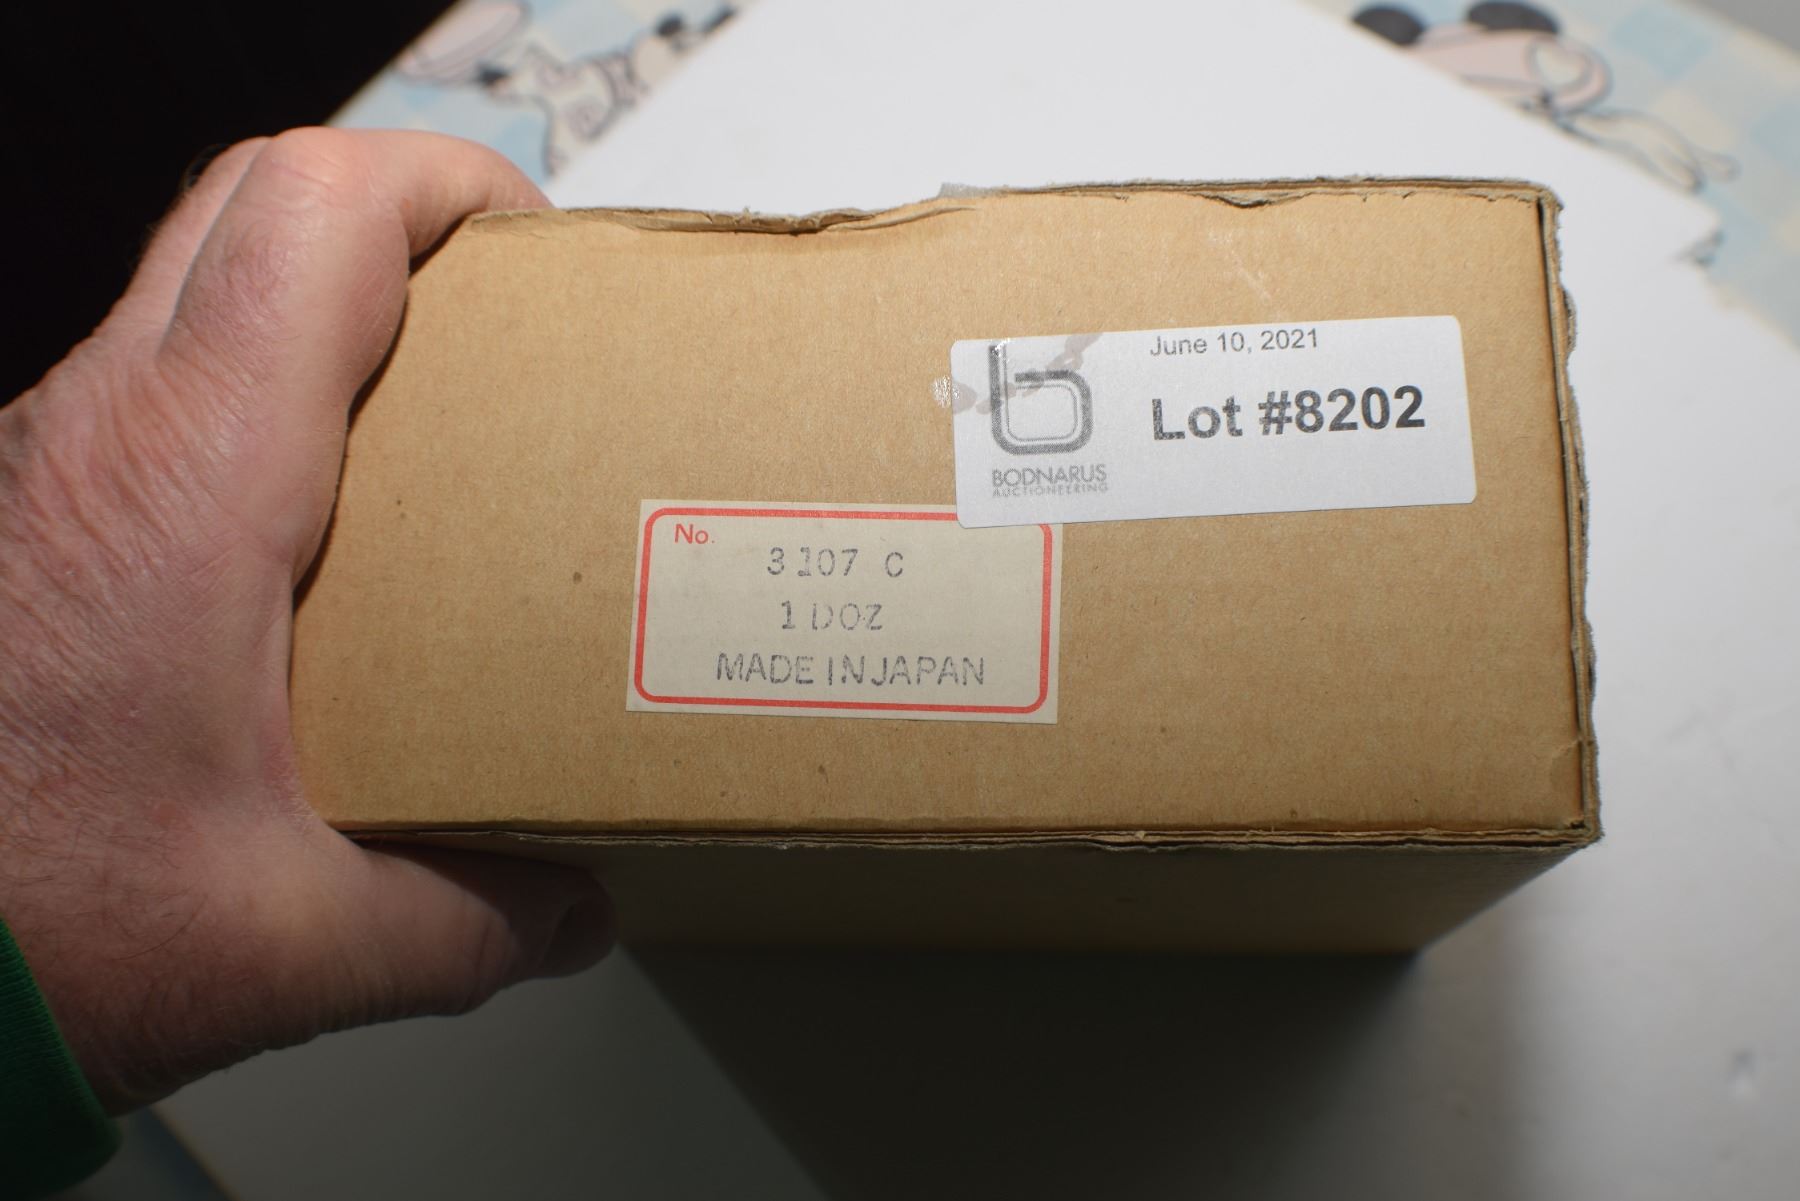 June 10, 2021
Lot #8202
BODNARUS
AUCTIONEERING
No.
3107 C
1 DOZ
MADE IN JAPAN